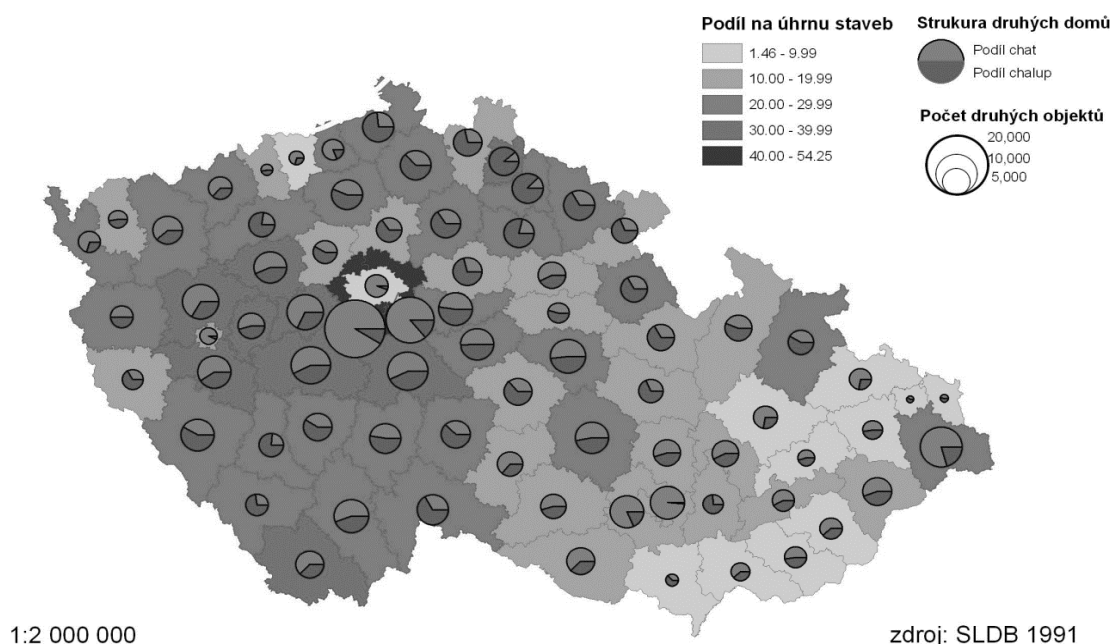 Podíl na úhrnu staveb
1.46 - 9.99
10.00 - 19.99
20.00 - 29.99
30.00 - 39.99
40.00 - 54.25
Strukura druhých domů
Podíl chat
Podíl chalup
Počet druhých objektů
20,000
10,000
5,000
1:2 000 000
zdroj: SLDB 1991